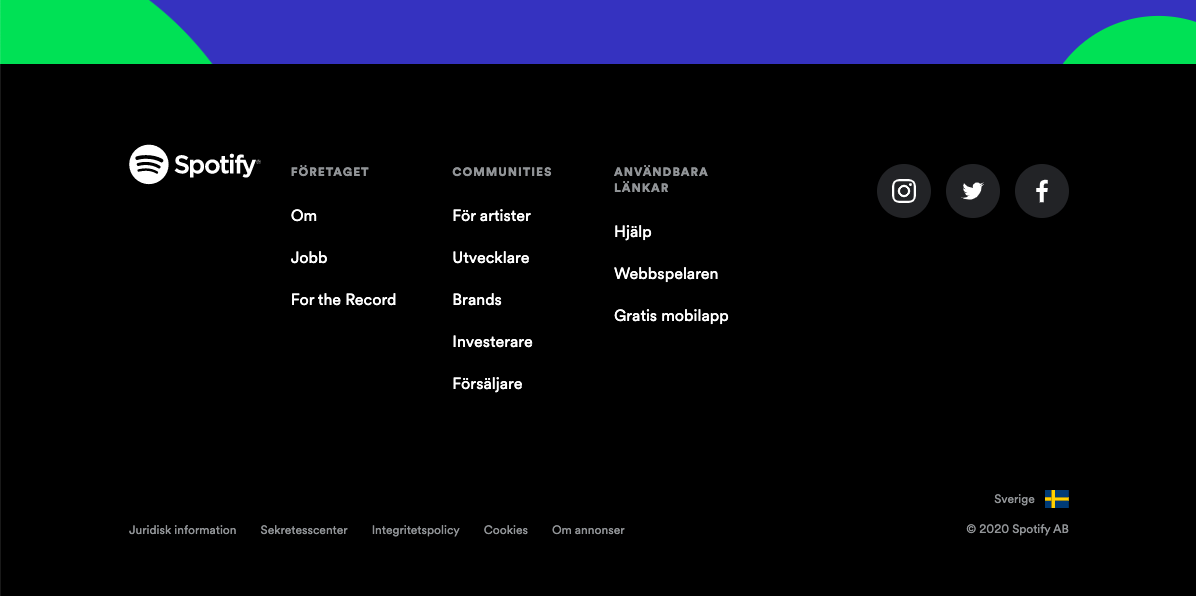 Spotify®
FÖRETAGET
Om
Jobb
For the Record
COMMUNITIES
För artister
Utvecklare
Brands
Investerare
Försäljare
ANVÄNDBARA
LÄNKAR
Hjälp
Webbspelaren
Gratis mobilapp
Sverige
Juridisk information
Sekretesscenter
Integritetspolicy
Cookies
Om annonser
© 2020 Spotify AB